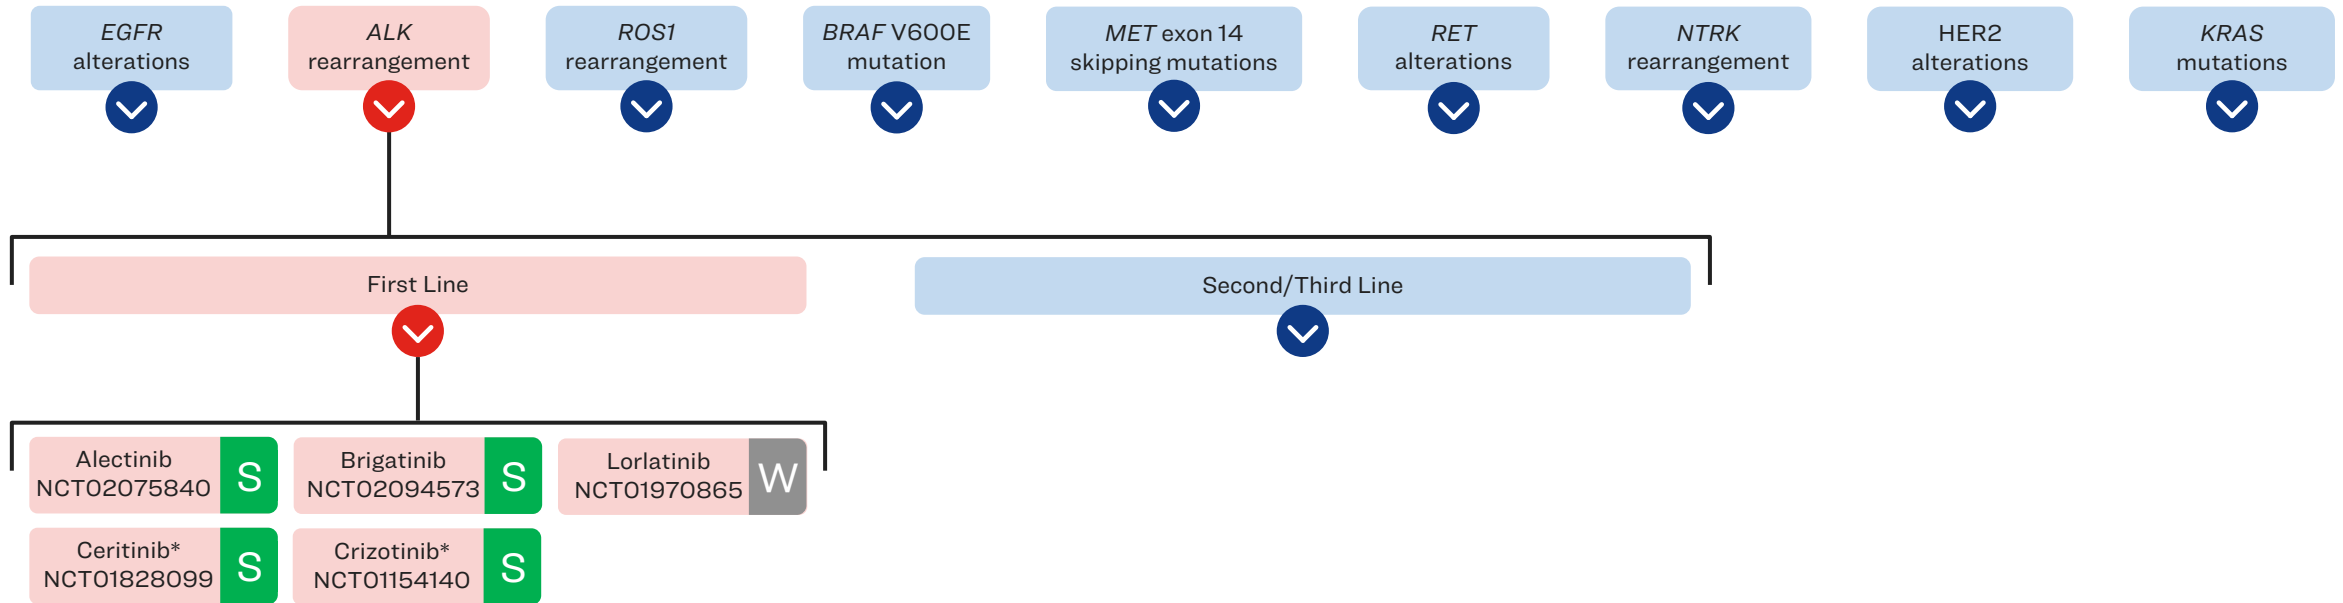 EGFR
alterations
ALK
rearrangement
ROS1
rearrangement
BRAF V600E
mutation
MET exon 14
skipping mutations
RET
alterations
NTRK
rearrangement
HER2
alterations
KRAS
mutations
First Line
Second/Third Line
Alectinib
NCT02075840
S
Brigatinib
NCT02094573
S
Lorlatinib
NCT01970865
W
Ceritinib*
NCT01828099
S
Crizotinib*
NCT01154140
S